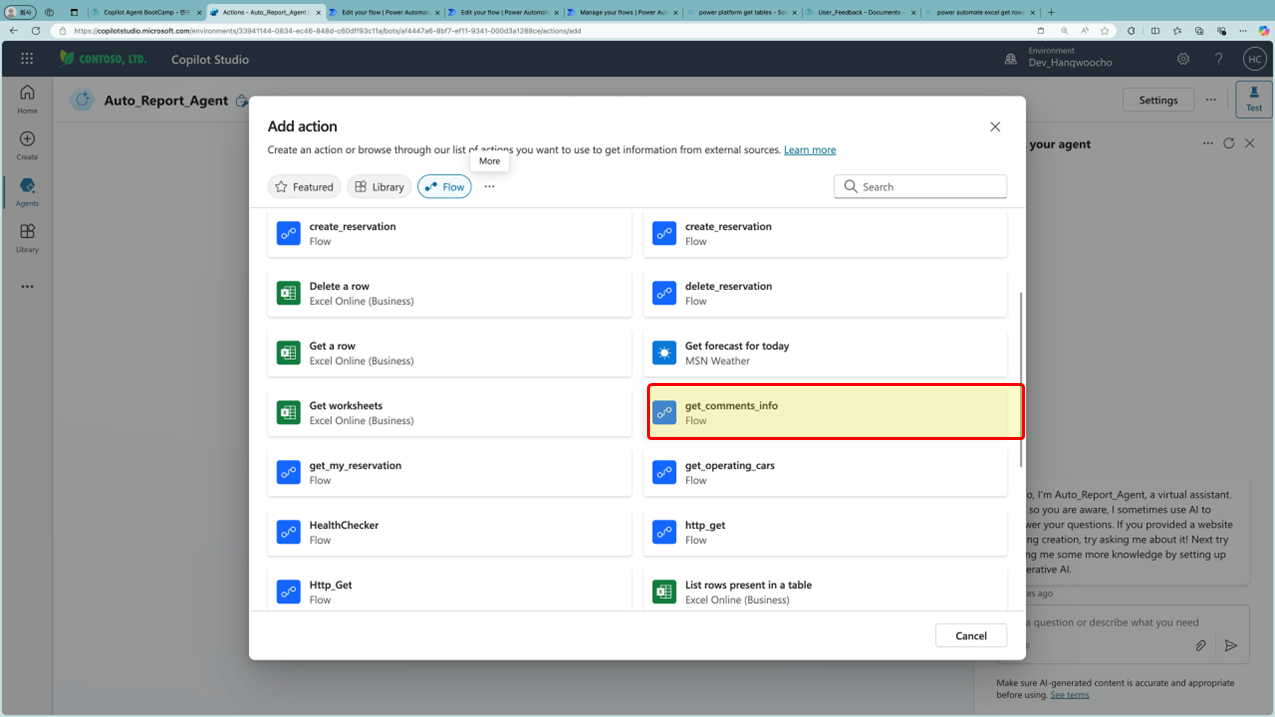 회사
Copilot Agent BootCamp - 랜구
Actions - Auto_Report_Agent |
Edit your flow | Power Automat
Edit your flow | Power Automat
Manage your flows | Power Aut
power platform get tables - Se
User_Feedback - Documents -
power automate excel get rows
https://copilotstudio.microsoft.com/environments/33941144-0834-ec46-848d-c60dff93c11a/bots/af4447a6-8bf7-ef11-9341-000d3a1288ce/actions/add
CONTOSO, LTD.
Copilot Studio
Environment
Dev_Hangwoocho
HC
Home
Create
Agents
Library
Auto_Report_Agent
Settings
Test
Add action
Create an action or browse through our list of actions you want to use to get information from external sources. Learn more
More
Featured
Library
Flow
Search
create_reservation
Flow
create_reservation
Flow
Delete a row
Excel Online (Business)
delete_reservation
Flow
Get a row
Excel Online (Business)
Get forecast for today
MSN Weather
Get worksheets
Excel Online (Business)
get_comments_info
Flow
get_my_reservation
Flow
get_operating_cars
Flow
HealthChecker
Flow
http_get
Flow
Http_Get
Flow
List rows present in a table
Excel Online (Business)
Cancel
your agent
o, I'm Auto_Report_Agent, a virtual assistant.
so you are aware, I sometimes use AI to
wer your questions. If you provided a website
ng creation, try asking me about it! Next try
ng me some more knowledge by setting up
erative AI.
es ago
a question or describe what you need
Make sure AI-generated content is accurate and appropriate
before using. See terms